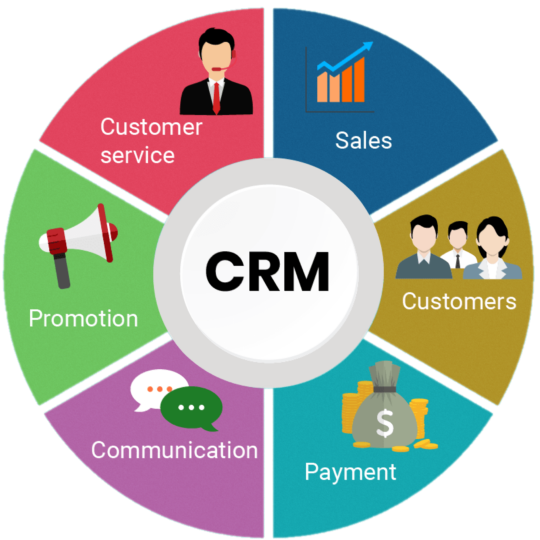 Customer
service
Sales
CRM
Customers
Promotion
Communication
Payment
$